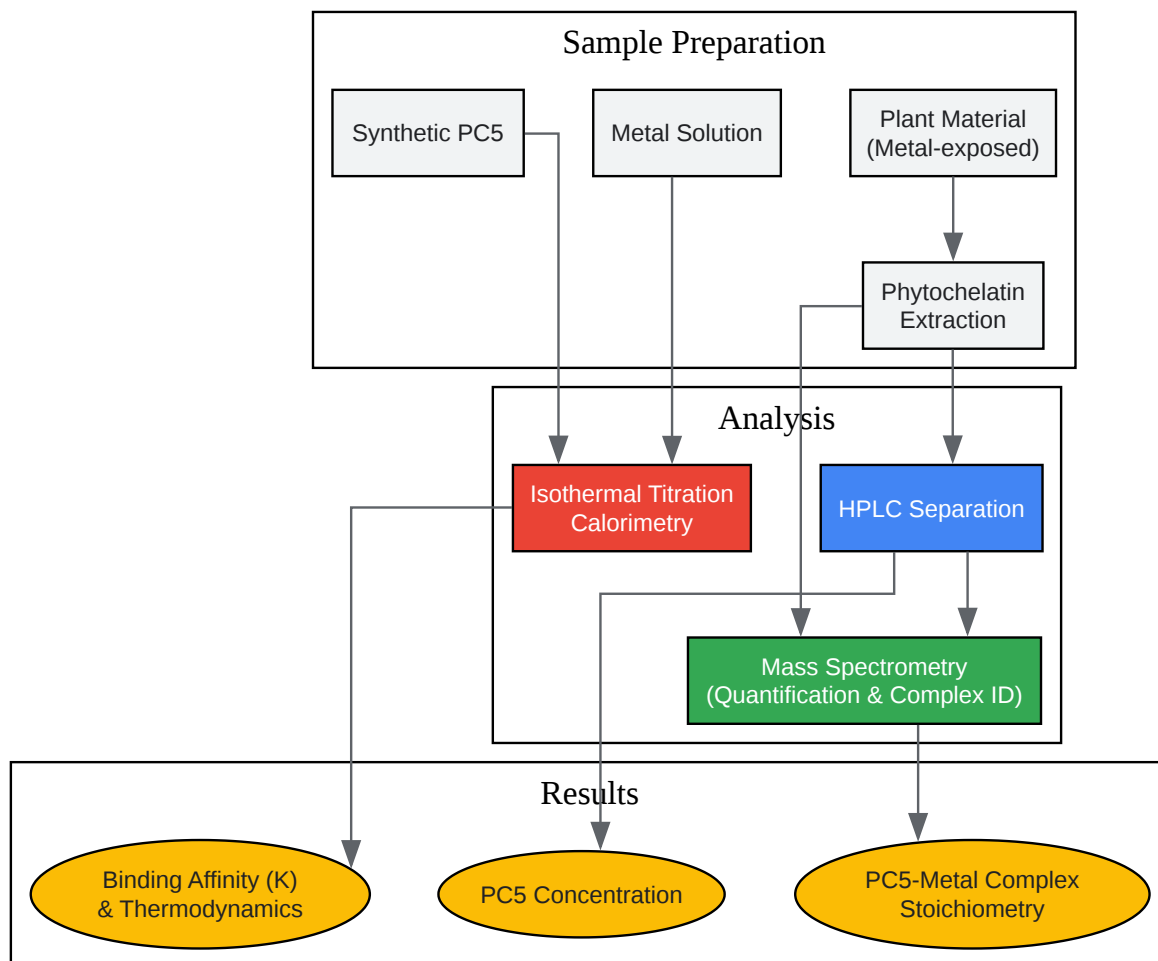 Sample Preparation
Synthetic PC5
Metal Solution
Plant Material
(Metal-exposed)
Phytochelatin
Extraction
Analysis
Isothermal Titration
Calorimetry
HPLC Separation
Mass Spectrometry
(Quantification & Complex ID)
Results
Binding Affinity (K)
& Thermodynamics
PC5 Concentration
PC5-Metal Complex
Stoichiometry